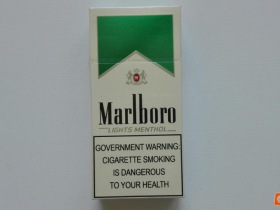 Marlboro
LIGHTS MENTHOL
GOVERNMENT WARNING:
CIGARETTE SMOKING
IS DANGEROUS
TO YOUR HEALTH